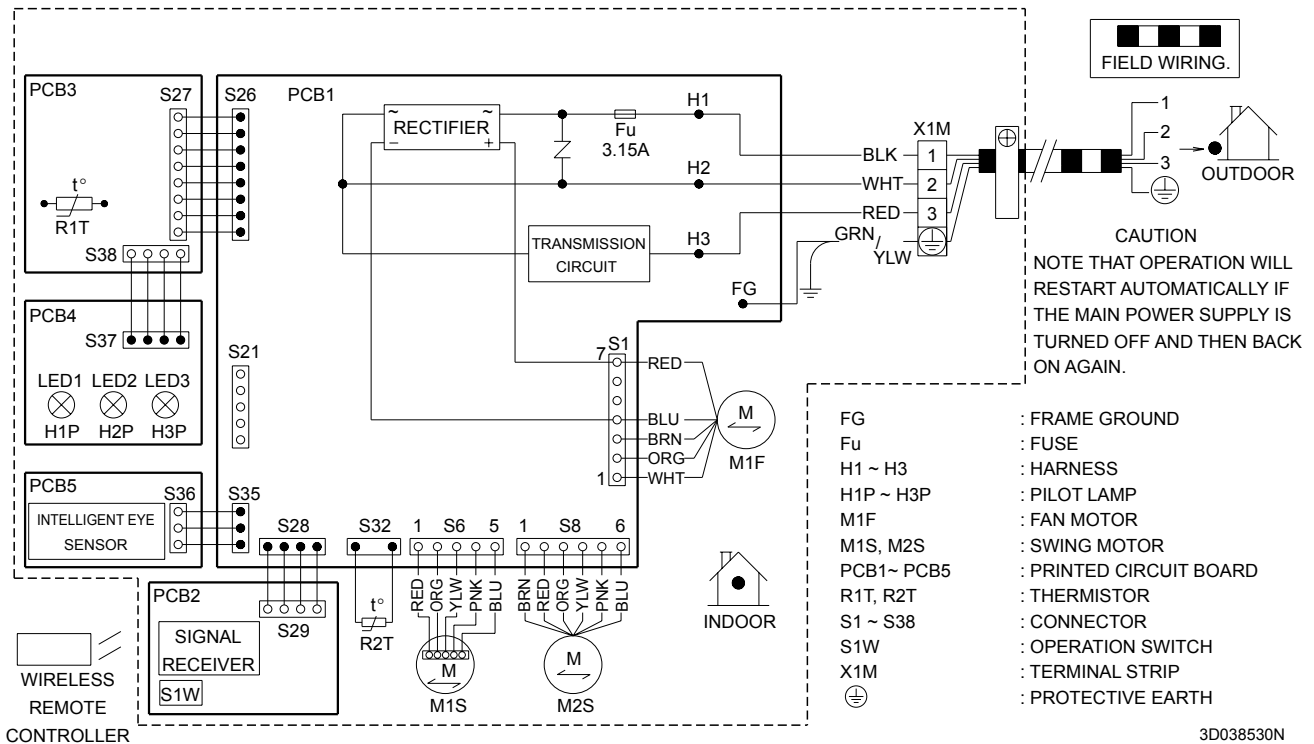 PCB3
S27
S26
PCB1
RECTIFIER
~
~
−
+
Fu
3.15A
H1
H2
H3
TRANSMISSION
CIRCUIT
FG
t°
R1T
S38
PCB4
S37
LED1 LED2 LED3
H1P H2P H3P
S21
PCB5
S36
S35
INTELLIGENT EYE
SENSOR
S28
S32
1 S6 5
1 S8 6
PCB2
S29
SIGNAL
RECEIVER
S1W
t°
R2T
RED
ORG
YLW
PNK
BLU
M
M1S
BRN
RED
ORG
YLW
PNK
BLU
M
M2S
S1
7
1
RED
BLU
BRN
ORG
WHT
M
M1F
X1M
BLK 1
WHT 2
RED 3
GRN/
YLW
FIELD WIRING.
1
2
3
OUTDOOR
INDOOR
WIRELESS
REMOTE
CONTROLLER
CAUTION
NOTE THAT OPERATION WILL
RESTART AUTOMATICALLY IF
THE MAIN POWER SUPPLY IS
TURNED OFF AND THEN BACK
ON AGAIN.
FG : FRAME GROUND
Fu : FUSE
H1 ~ H3 : HARNESS
H1P ~ H3P : PILOT LAMP
M1F : FAN MOTOR
M1S, M2S : SWING MOTOR
PCB1~ PCB5 : PRINTED CIRCUIT BOARD
R1T, R2T : THERMISTOR
S1 ~ S38 : CONNECTOR
S1W : OPERATION SWITCH
X1M : TERMINAL STRIP
: PROTECTIVE EARTH
3D038530N